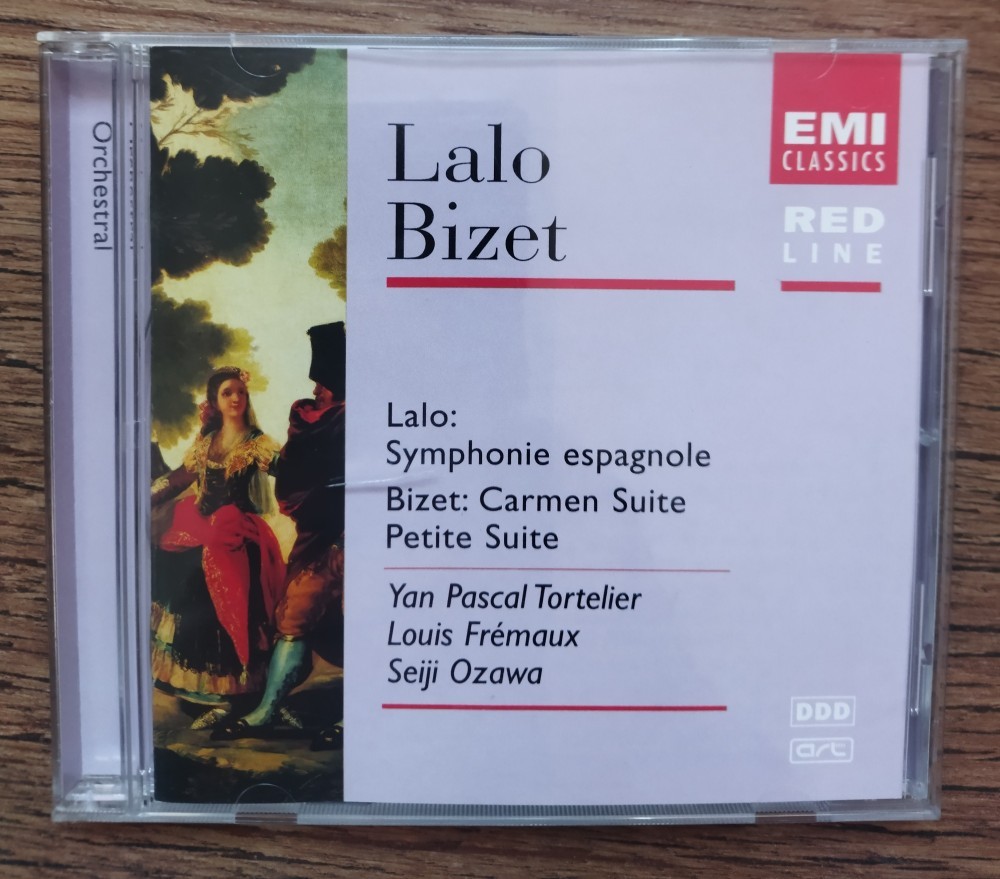 Orchestral
Lalo
Bizet
EMI
CLASSICS
RED
LINE
Lalo:
Symphonie espagnole
Bizet: Carmen Suite
Petite Suite
Yan Pascal Tortelier
Louis Frémaux
Seiji Ozawa
DDD
art